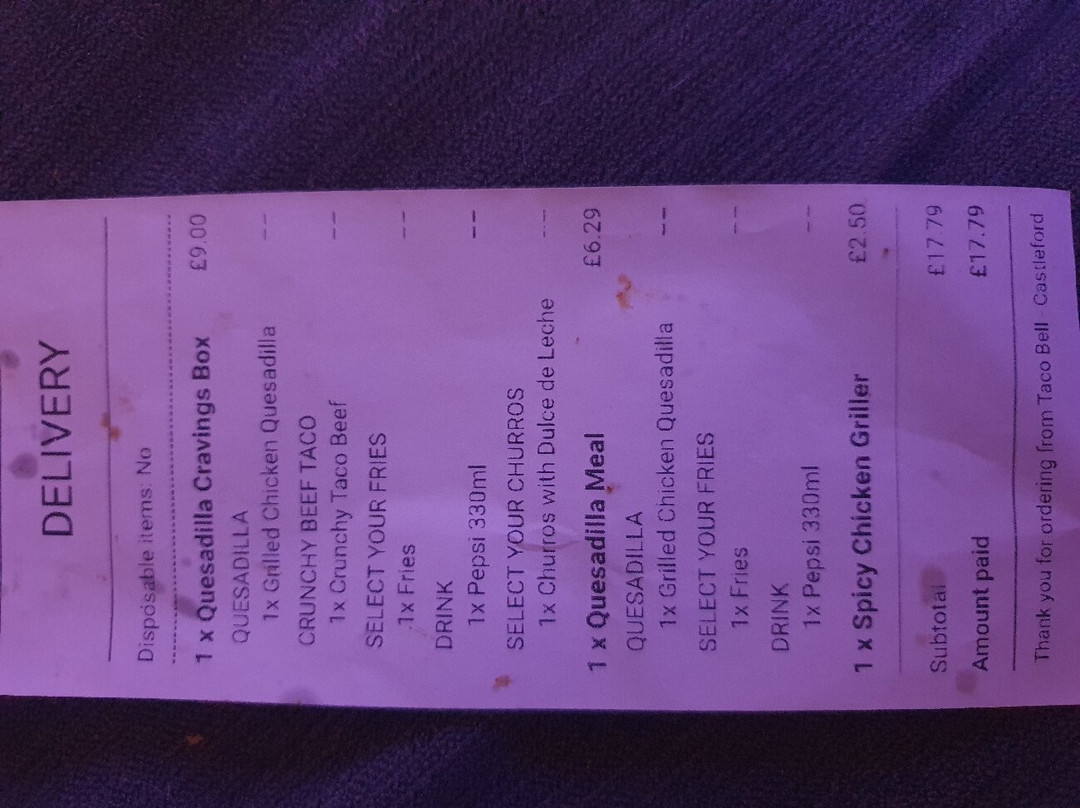 DELIVERY
Disposable items: No
1 x Quesadilla Cravings Box £9.00
QUESADILLA
1x Grilled Chicken Quesadilla --
CRUNCHY BEEF TACO
1x Crunchy Taco Beef --
SELECT YOUR FRIES
1x Fries --
DRINK
1x Pepsi 330ml --
SELECT YOUR CHURROS
1x Churros with Dulce de Leche --
1 x Quesadilla Meal £6.29
QUESADILLA
1x Grilled Chicken Quesadilla --
SELECT YOUR FRIES
1x Fries --
DRINK
1x Pepsi 330ml --
1 x Spicy Chicken Griller £2.50
Subtotal £17.79
Amount paid £17.79
Thank you for ordering from Taco Bell - Castleford